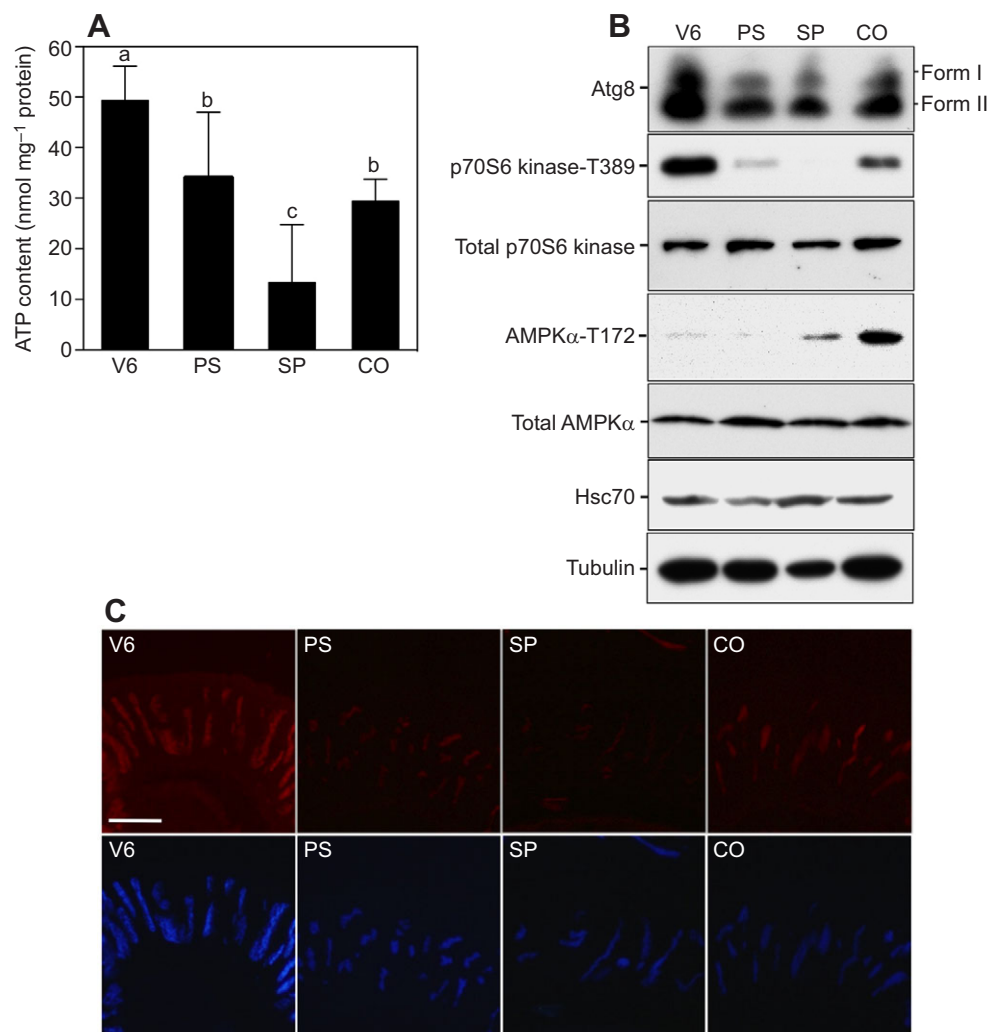 A
ATP content (nmol mg–1 protein)
60
50
40
30
20
10
0
a
b
c
b
V6 PS SP CO
B
V6 PS SP CO
Atg8
Form I
Form II
p70S6 kinase-T389
Total p70S6 kinase
AMPKα-T172
Total AMPKα
Hsc70
Tubulin
C
V6 PS SP CO
V6 PS SP CO